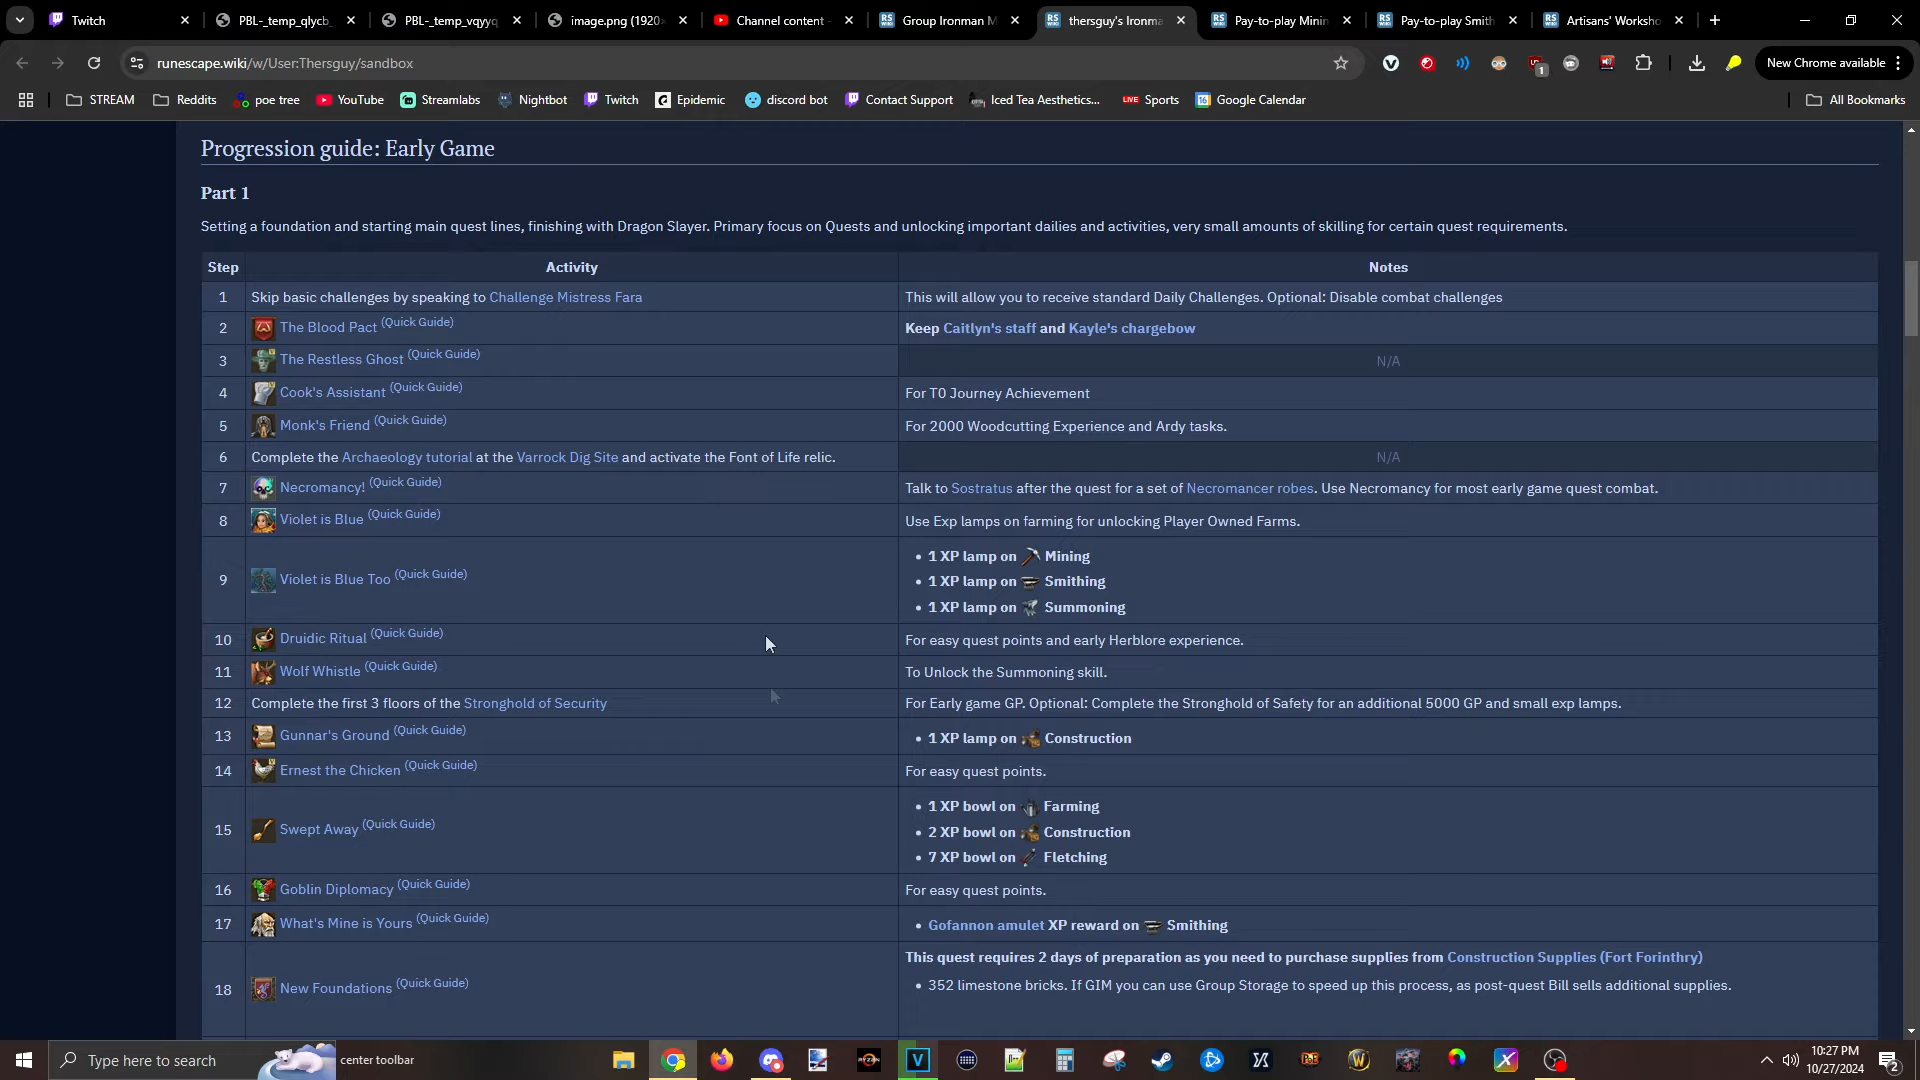 Twitch
PBL-_temp_qlycb_
PBL-_temp_vqyyq
image.png (1920×
Channel content -
Group Ironman M
thersguy's Ironma
Pay-to-play Minin
Pay-to-play Smith
Artisans' Worksho
runescape.wiki/w/User:Thersguy/sandbox
1
New Chrome available
STREAM
Reddits
poe tree
YouTube
Streamlabs
Nightbot
Twitch
Epidemic
discord bot
Contact Support
Iced Tea Aesthetics...
LIVE Sports
Google Calendar
All Bookmarks
Progression guide: Early Game
Part 1
Setting a foundation and starting main quest lines, finishing with Dragon Slayer. Primary focus on Quests and unlocking important dailies and activities, very small amounts of skilling for certain quest requirements.
Step Activity Notes
1 Skip basic challenges by speaking to Challenge Mistress Fara This will allow you to receive standard Daily Challenges. Optional: Disable combat challenges
2 The Blood Pact (Quick Guide) Keep Caitlyn's staff and Kayle's chargebow
3 The Restless Ghost (Quick Guide) N/A
4 Cook's Assistant (Quick Guide) For T0 Journey Achievement
5 Monk's Friend (Quick Guide) For 2000 Woodcutting Experience and Ardy tasks.
6 Complete the Archaeology tutorial at the Varrock Dig Site and activate the Font of Life relic. N/A
7 Necromancy! (Quick Guide) Talk to Sostratus after the quest for a set of Necromancer robes. Use Necromancy for most early game quest combat.
8 Violet is Blue (Quick Guide) Use Exp lamps on farming for unlocking Player Owned Farms.
9 Violet is Blue Too (Quick Guide)
• 1 XP lamp on Mining
• 1 XP lamp on Smithing
• 1 XP lamp on Summoning
10 Druidic Ritual (Quick Guide) For easy quest points and early Herblore experience.
11 Wolf Whistle (Quick Guide) To Unlock the Summoning skill.
12 Complete the first 3 floors of the Stronghold of Security For Early game GP. Optional: Complete the Stronghold of Safety for an additional 5000 GP and small exp lamps.
13 Gunnar's Ground (Quick Guide) • 1 XP lamp on Construction
14 Ernest the Chicken (Quick Guide) For easy quest points.
15 Swept Away (Quick Guide)
• 1 XP bowl on Farming
• 2 XP bowl on Construction
• 7 XP bowl on Fletching
16 Goblin Diplomacy (Quick Guide) For easy quest points.
17 What's Mine is Yours (Quick Guide) • Gofannon amulet XP reward on Smithing
18 New Foundations (Quick Guide)
This quest requires 2 days of preparation as you need to purchase supplies from Construction Supplies (Fort Forinthry)
• 352 limestone bricks. If GIM you can use Group Storage to speed up this process, as post-quest Bill sells additional supplies.
Type here to search
center toolbar
10:27 PM
10/27/2024
2